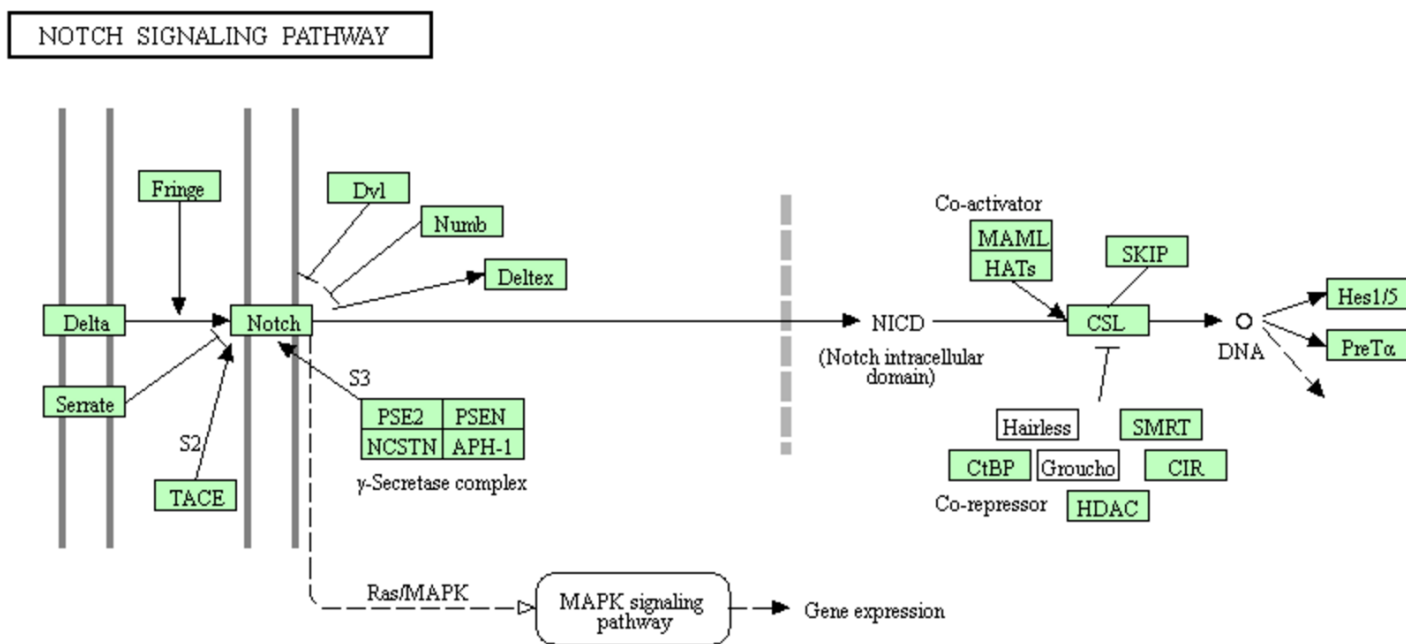 NOTCH SIGNALING PATHWAY
Fringe
Dvl
Numb
Deltex
Delta
Notch
Serrate
S2
TACE
S3
PSE2 PSEN
NCSTN APH-1
γ-Secretase complex
Ras/MAPK
MAPK signaling
pathway
Gene expression
NICD
(Notch intracellular
domain)
Co-activator
MAML
HATs
SKIP
CSL
DNA
Hes1/5
PreTα
Hairless
SMRT
CtBP
Groucho
CIR
Co-repressor
HDAC